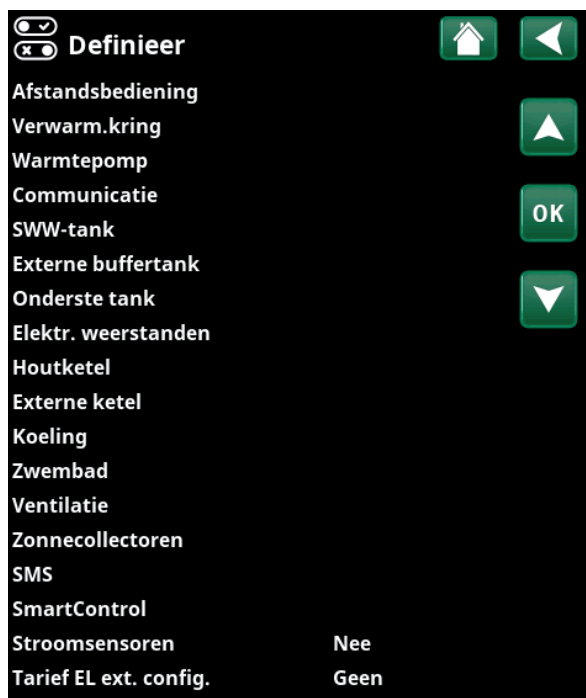 Definieer
Afstandsbediening
Verwarm.kring
Warmtepomp
Communicatie
OK
SWW-tank
Externe buffertank
Onderste tank
Elektr. weerstanden
Houtketel
Externe ketel
Koeling
Zwembad
Ventilatie
Zonnecollectoren
SMS
SmartControl
Stroomsensoren Nee
Tarief EL ext. config. Geen